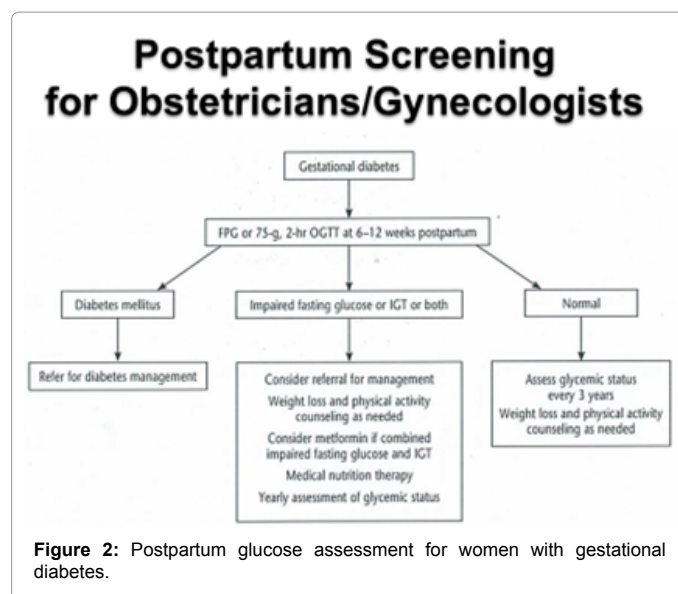 Postpartum Screening
for Obstetricians/Gynecologists
Gestational diabetes
FPG or 75-g, 2-hr OGTT at 6–12 weeks postpartum
Diabetes mellitus
Impaired fasting glucose or IGT or both
Normal
Refer for diabetes management
Consider referral for management
Weight loss and physical activity
counseling as needed
Consider metformin if combined
impaired fasting glucose and IGT
Medical nutrition therapy
Yearly assessment of glycemic status
Assess glycemic status
every 3 years
Weight loss and physical activity
counseling as needed
Figure 2: Postpartum glucose assessment for women with gestational
diabetes.